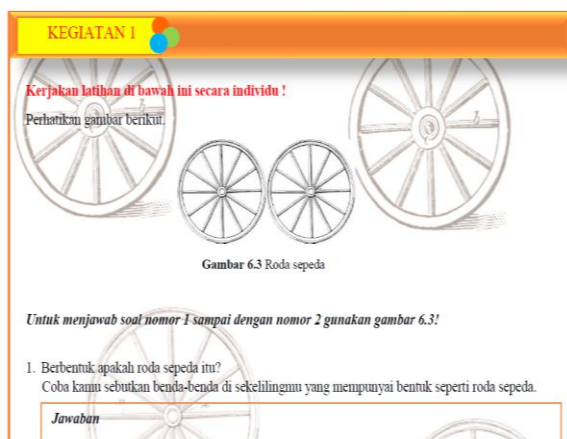 KEGIATAN 1
Kerjakan latihan di bawah ini secara individu !
Perhatikan gambar berikut.
Gambar 6.3 Roda sepeda
Untuk menjawab soal nomor 1 sampai dengan nomor 2 gunakan gambar 6.3!
1. Berbentuk apakah roda sepeda itu?
Coba kamu sebutkan benda-benda di sekelilingmu yang mempunyai bentuk seperti roda sepeda.
Jawaban